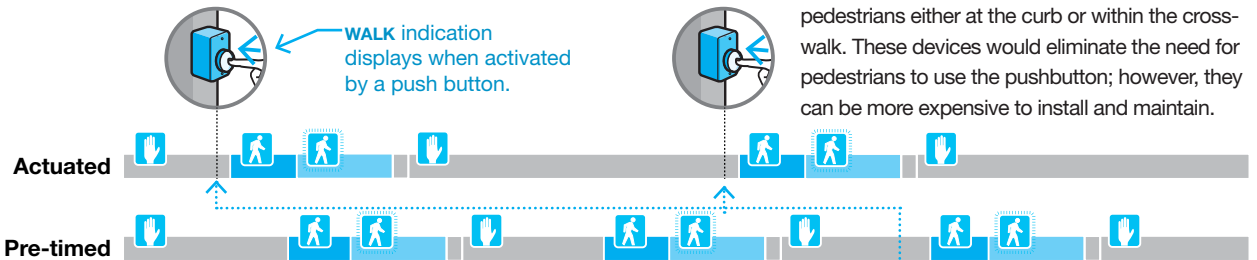 WALK indication
displays when activated
by a push button.
pedestrians either at the curb or within the cross-
walk. These devices would eliminate the need for
pedestrians to use the pushbutton; however, they
can be more expensive to install and maintain.
Actuated
Pre-timed